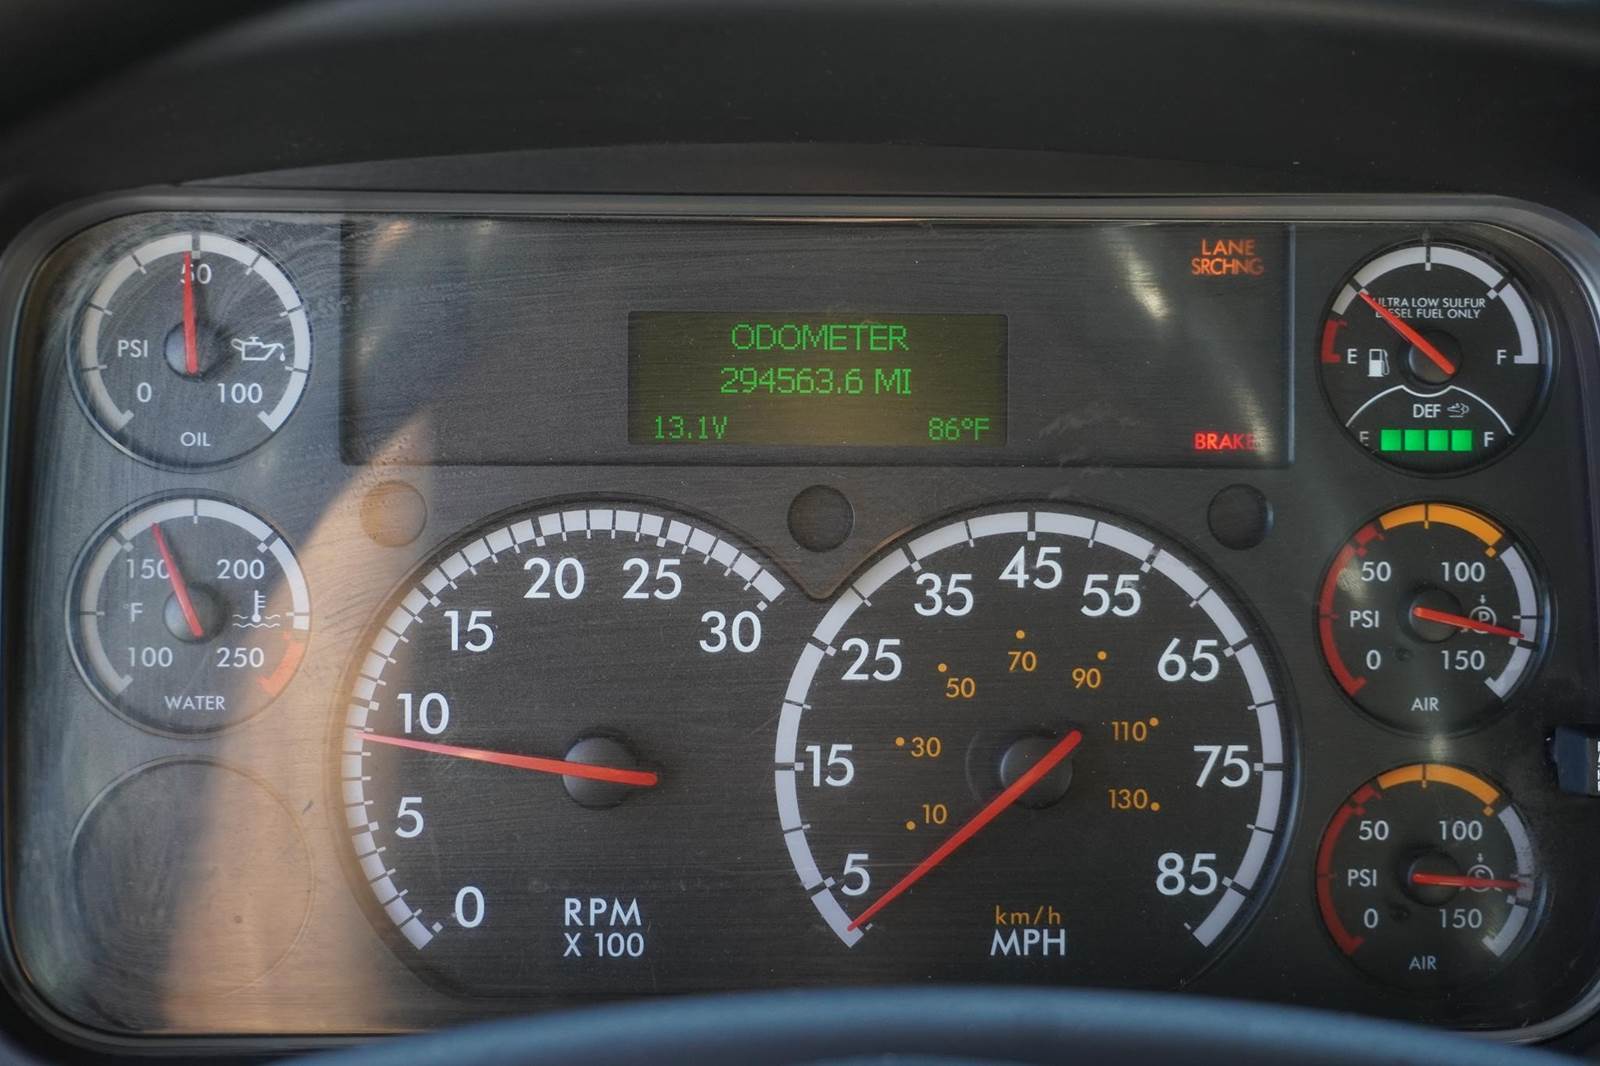 50
PSI
0 100
OIL
150 200
°F
100 250
WATER
ODOMETER
294563.6 MI
13.1V 86°F
LANE
SRCHNG
BRAKE
ULTRA LOW SULFUR
DIESEL FUEL ONLY
E F
DEF
E F
0 5 10 15 20 25 30
RPM
X 100
5 15 25 35 45 55 65 75 85
10 30 50 70 90 110 130
km/h
MPH
50 100
PSI P
0 150
AIR
50 100
PSI
0 150
AIR